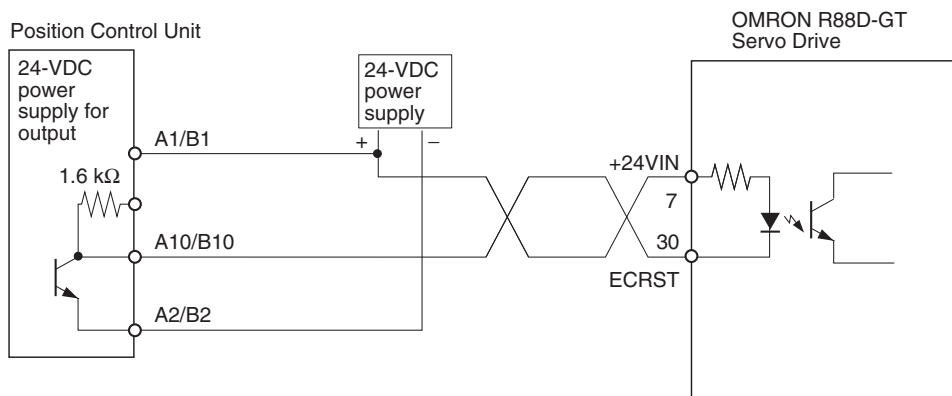 Position Control Unit
OMRON R88D-GT
Servo Drive
24-VDC
power
supply for
output
24-VDC
power
supply
A1/B1
+
−
+24VIN
1.6 kΩ
7
A10/B10
30
ECRST
A2/B2